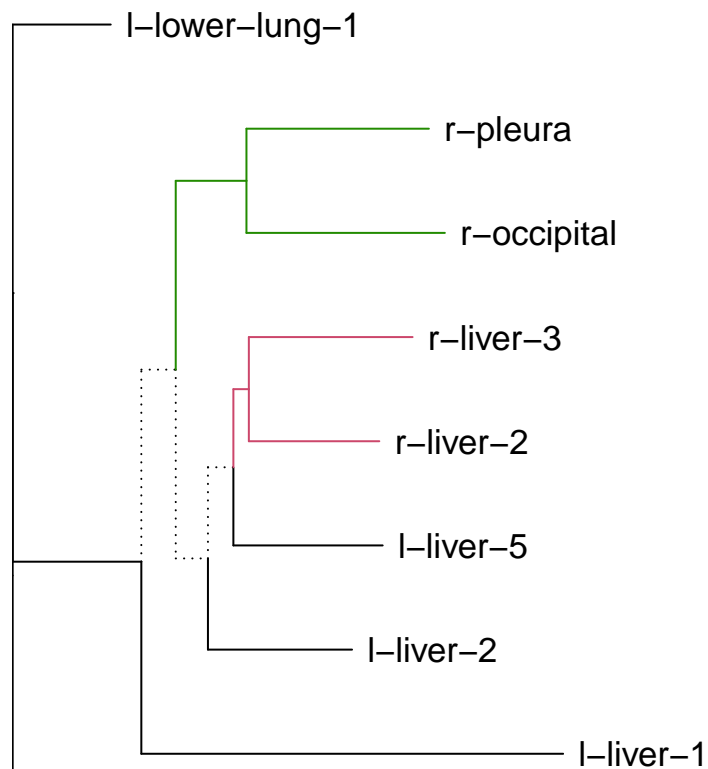 l−lower−lung−1
r−pleura
r−occipital
r−liver−3
r−liver−2
l−liver−5
l−liver−2
l−liver−1